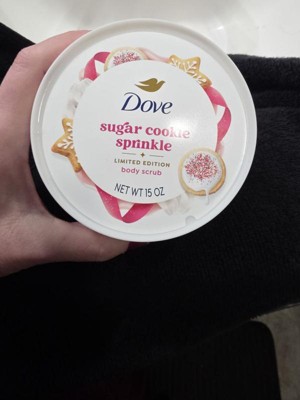 Dove
sugar cookie
sprinkle
LIMITED EDITION
body scrub
NET WT 15 OZ